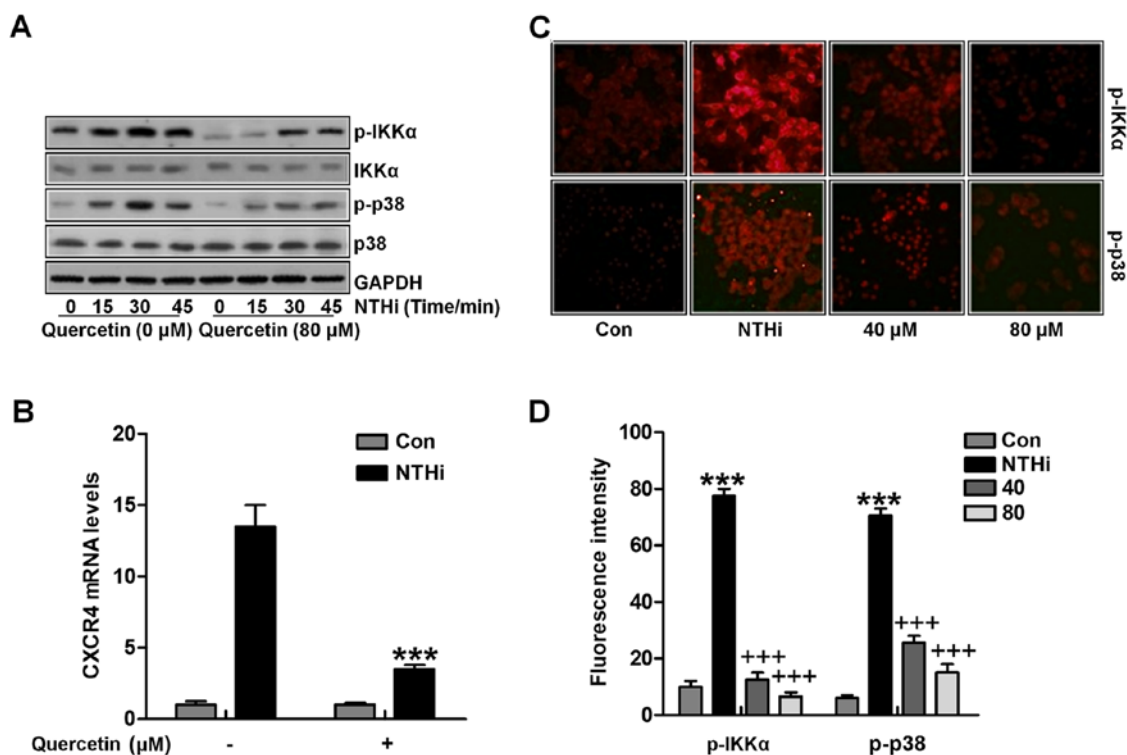 A
p-IKKα
IKKα
p-p38
p38
GAPDH
0 15 30 45 0 15 30 45 NTHi (Time/min)
Quercetin (0 μM) Quercetin (80 μM)
C
p-IKKα
p-p38
Con NTHi 40 μM 80 μM
B
20
15
10
5
0
CXCR4 mRNA levels
Con
NTHi
***
Quercetin (μM) - +
D
100
80
60
40
20
0
Fluorescence intensity
Con
NTHi
40
80
*** ***
+++ +++ +++ +++
p-IKKα p-p38